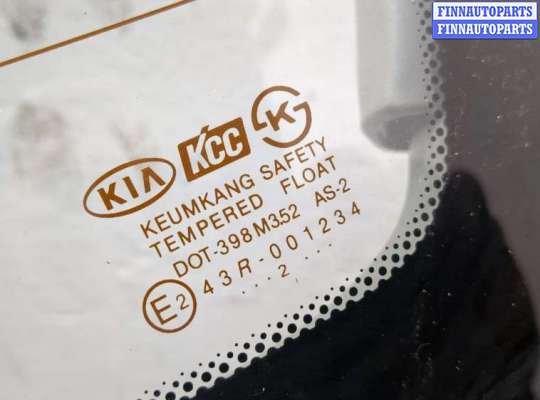 FINNAUTOPARTS
FINNAUTOPARTS
KIA KCC K
KEUMKANG SAFETY
TEMPERED FLOAT
DOT-398 M352 AS-2
E2 43R-001234
...2...